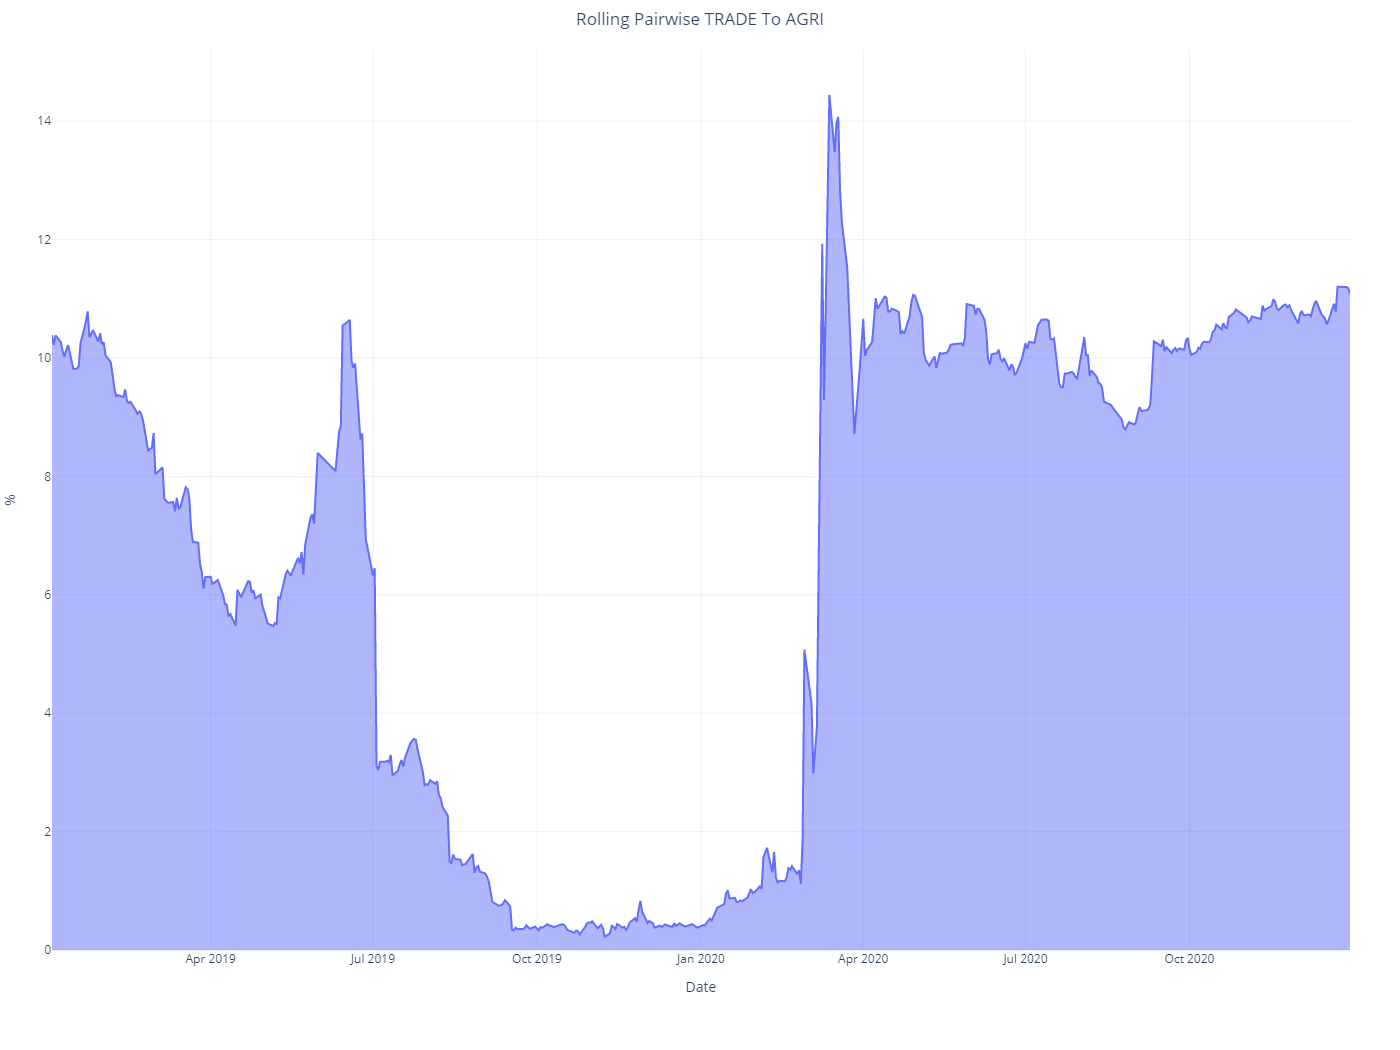 Rolling Pairwise TRADE To AGRI
14
12
10
8
6
4
2
0
%
Apr 2019
Jul 2019
Oct 2019
Jan 2020
Apr 2020
Jul 2020
Oct 2020
Date